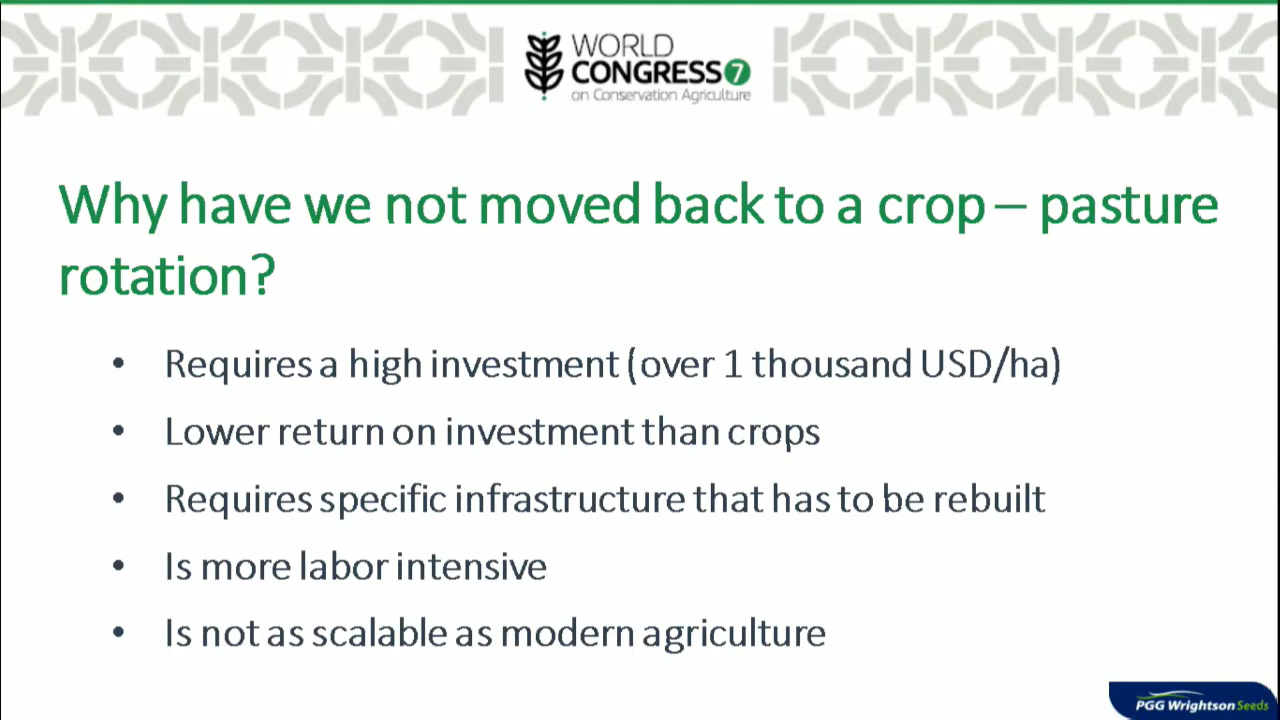 WORLD
CONGRESS 7
on Conservation Agriculture
Why have we not moved back to a crop – pasture
rotation?
• Requires a high investment (over 1 thousand USD/ha)
• Lower return on investment than crops
• Requires specific infrastructure that has to be rebuilt
• Is more labor intensive
• Is not as scalable as modern agriculture
PGG Wrightson Seeds